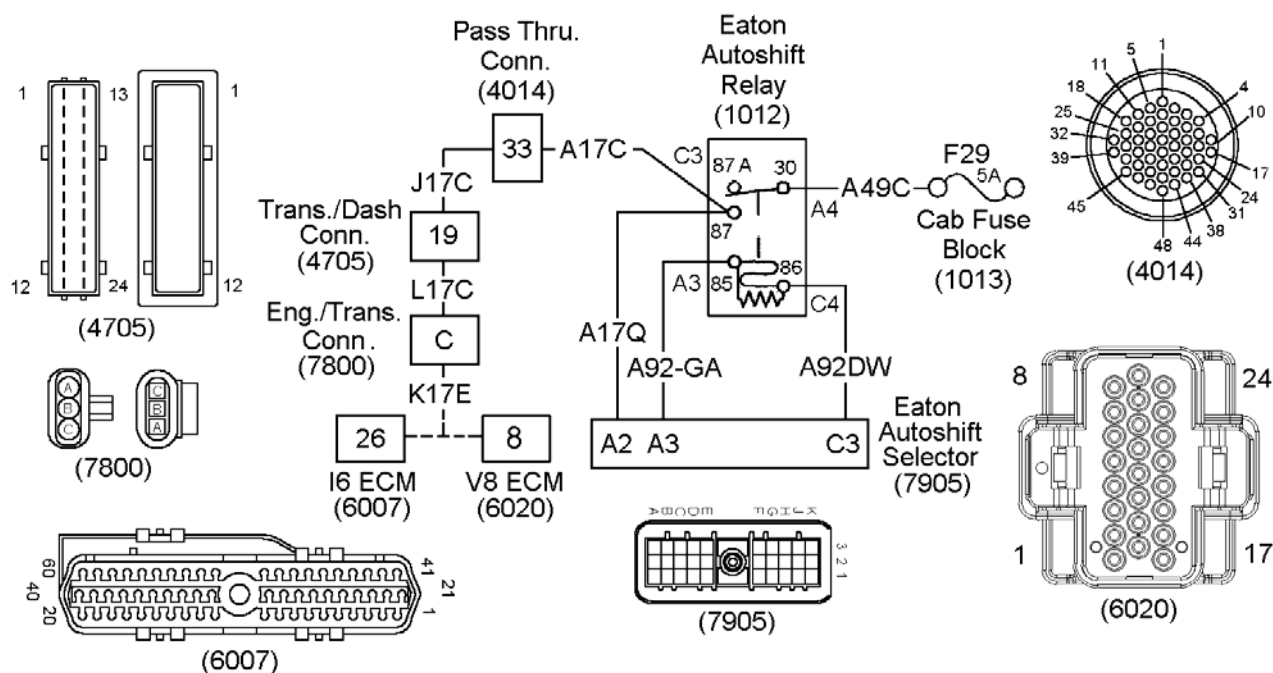 Pass Thru.
Conn.
(4014)
33
A17C
J17C
Trans./Dash
Conn.
(4705)
19
L17C
Eng./Trans.
Conn.
(7800)
C
K17E
26
I6 ECM
(6007)
8
V8 ECM
(6020)
Eaton
Autoshift
Relay
(1012)
C3
87A
30
A4
87
85
86
A3
C4
A49C
F29
5A
Cab Fuse
Block
(1013)
A17Q
A92-GA
A92DW
A2 A3 C3
Eaton
Autoshift
Selector
(7905)
1 13 1
12 24 12
(4705)
A
B
C
C
B
A
(7800)
60
40
20
41
21
1
(6007)
A B C D E F G H J K
3 2 1
(7905)
1
5
11
18
25
32
39
45
4
10
17
24
31
38
44
48
(4014)
8 24
1 17
(6020)